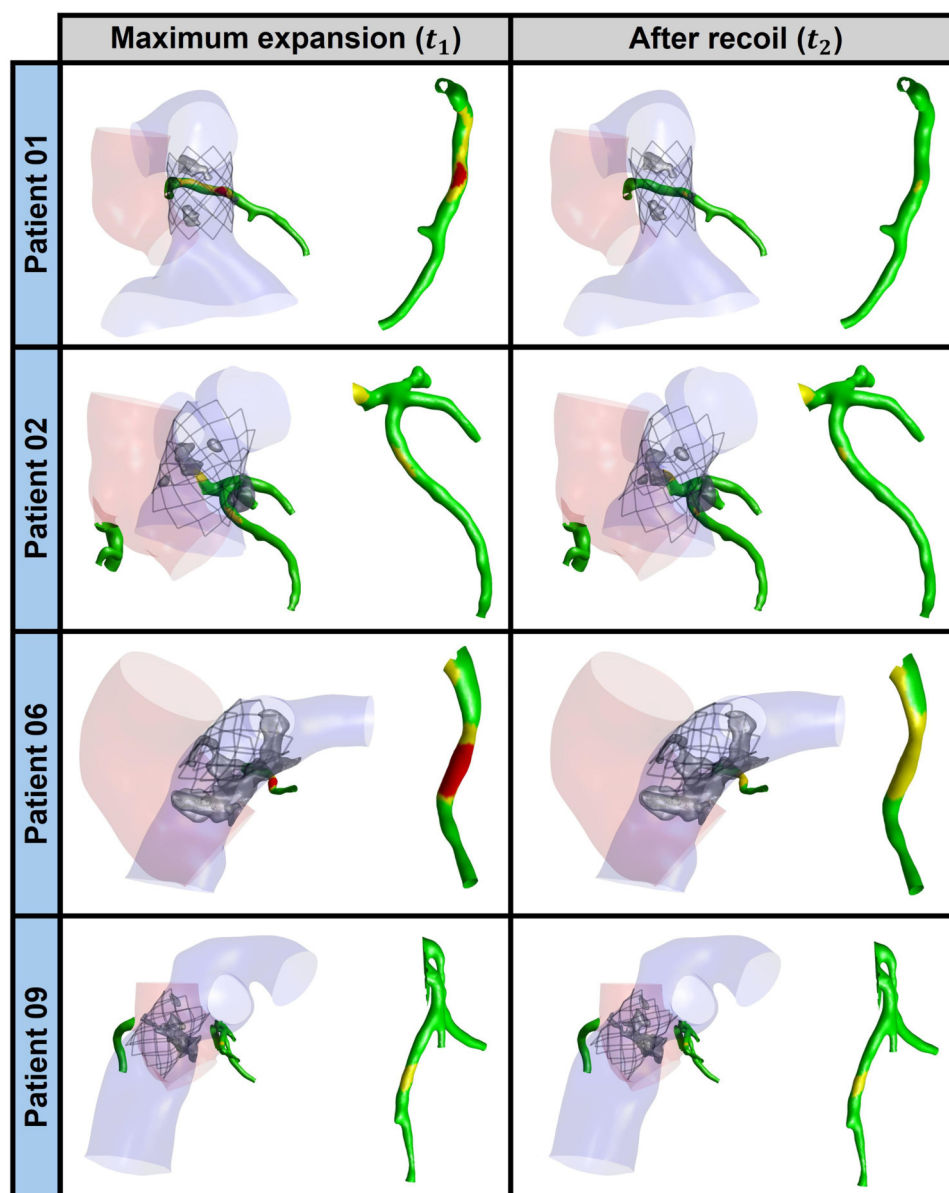 Maximum expansion (t₁)
After recoil (t₂)
Patient 01
Patient 02
Patient 06
Patient 09